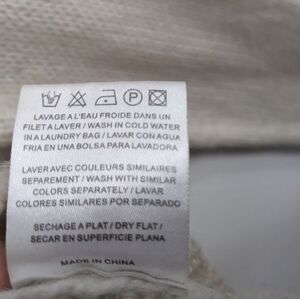 LAVAGE A L'EAU FROIDE DANS UN
FILET A LAVER / WASH IN COLD WATER
IN A LAUNDRY BAG / LAVAR CON AGUA
FRIA EN UNA BOLSA PARA LAVADORA
LAVER AVEC COULEURS SIMILAIRES
SEPAREMENT / WASH WITH SIMILAR
COLORS SEPARATELY / LAVAR
COLORES SIMILARES POR SEPARADO
SECHAGE A PLAT / DRY FLAT /
SECAR EN SUPERFICIE PLANA
MADE IN CHINA